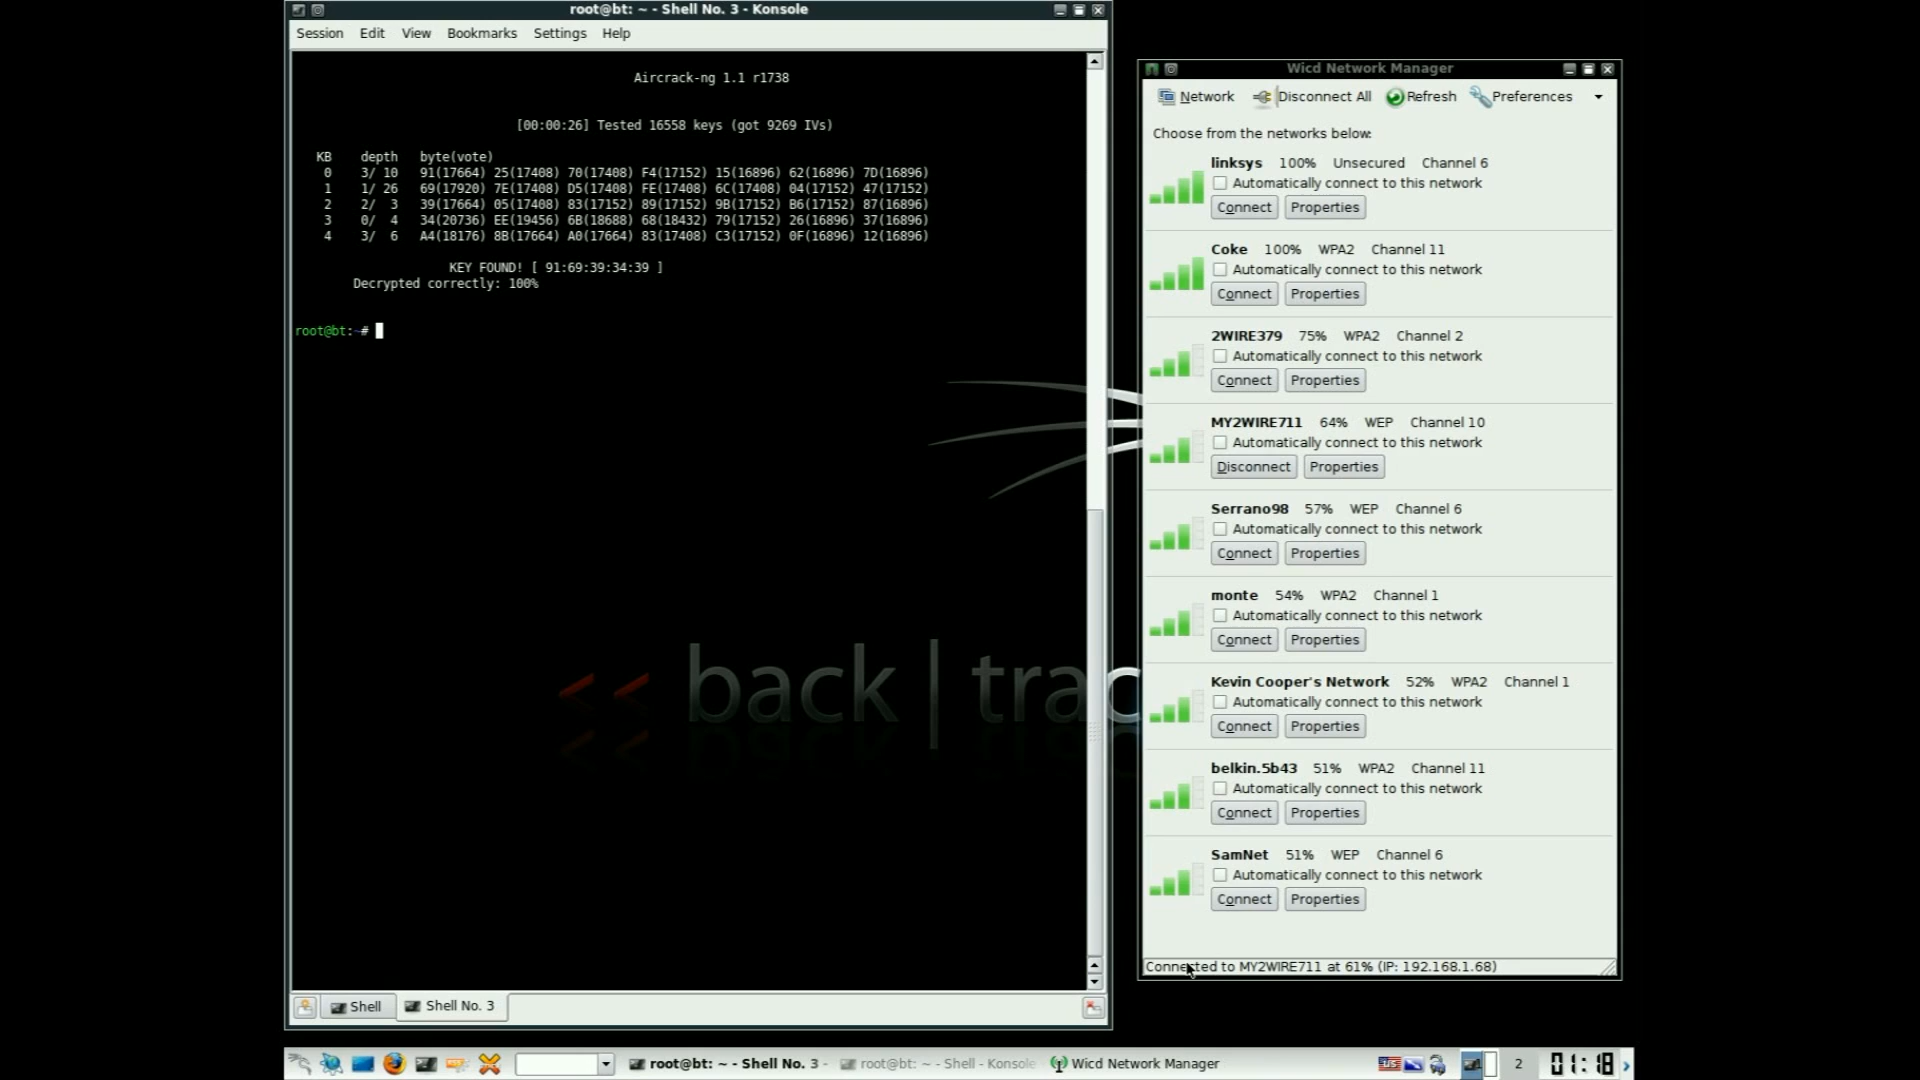 root@bt: ~ - Shell No. 3 - Konsole
Session Edit View Bookmarks Settings Help
Aircrack-ng 1.1 r1738
[00:00:26] Tested 16558 keys (got 9269 IVs)
KB depth byte(vote)
0 3/ 10 91(17664) 25(17408) 70(17408) F4(17152) 15(16896) 62(16896) 7D(16896)
1 1/ 26 69(17920) 7E(17408) D5(17408) FE(17408) 6C(17408) 04(17152) 47(17152)
2 2/ 3 39(17664) 05(17408) 83(17152) 89(17152) 9B(17152) B6(17152) 87(16896)
3 0/ 4 34(20736) EE(19456) 6B(18688) 68(18432) 79(17152) 26(16896) 37(16896)
4 3/ 6 A4(18176) 8B(17664) A0(17664) 83(17408) C3(17152) 0F(16896) 12(16896)
KEY FOUND! [ 91:69:39:34:39 ]
Decrypted correctly: 100%
root@bt:~#
<< back | trac
Shell Shell No. 3
Wicd Network Manager
Network Disconnect All Refresh Preferences
Choose from the networks below:
linksys 100% Unsecured Channel 6
Automatically connect to this network
Connect Properties
Coke 100% WPA2 Channel 11
Automatically connect to this network
Connect Properties
2WIRE379 75% WPA2 Channel 2
Automatically connect to this network
Connect Properties
MY2WIRE711 64% WEP Channel 10
Automatically connect to this network
Disconnect Properties
Serrano98 57% WEP Channel 6
Automatically connect to this network
Connect Properties
monte 54% WPA2 Channel 1
Automatically connect to this network
Connect Properties
Kevin Cooper's Network 52% WPA2 Channel 1
Automatically connect to this network
Connect Properties
belkin.5b43 51% WPA2 Channel 11
Automatically connect to this network
Connect Properties
SamNet 51% WEP Channel 6
Automatically connect to this network
Connect Properties
Connected to MY2WIRE711 at 61% (IP: 192.168.1.68)
root@bt: ~ - Shell No. 3 - root@bt: ~ - Shell - Konsole Wicd Network Manager US 2 01:18